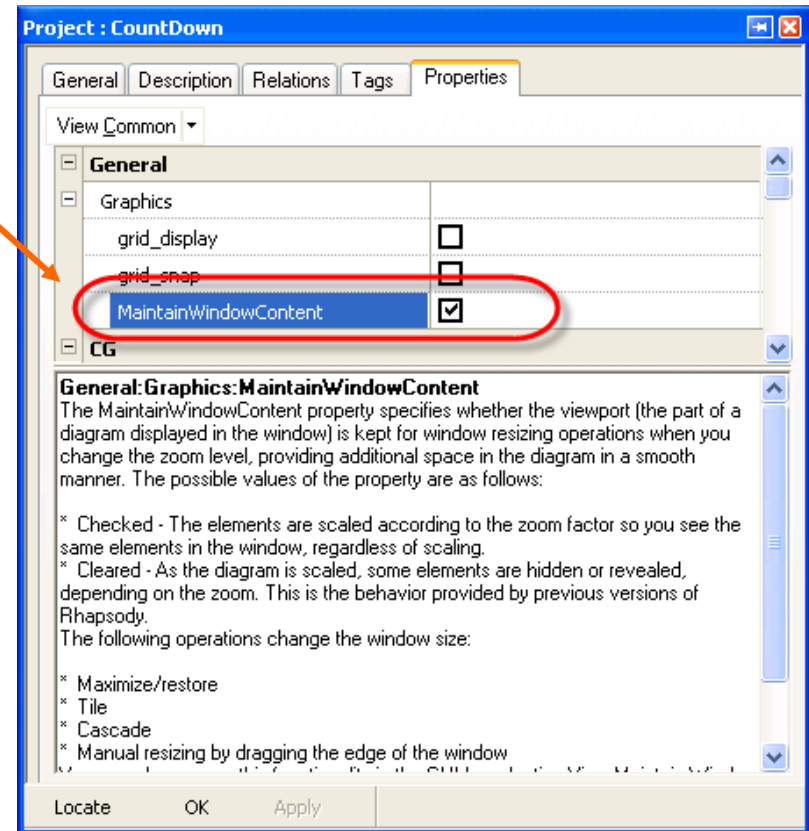 Project : CountDown
General Description Relations Tags Properties
View Common
General
Graphics
grid_display
grid_snap
MaintainWindowContent
CG
General:Graphics:MaintainWindowContent
The MaintainWindowContent property specifies whether the viewport (the part of a
diagram displayed in the window) is kept for window resizing operations when you
change the zoom level, providing additional space in the diagram in a smooth
manner. The possible values of the property are as follows:
* Checked - The elements are scaled according to the zoom factor so you see the
same elements in the window, regardless of scaling.
* Cleared - As the diagram is scaled, some elements are hidden or revealed,
depending on the zoom. This is the behavior provided by previous versions of
Rhapsody.
The following operations change the window size:
* Maximize/restore
* Tile
* Cascade
* Manual resizing by dragging the edge of the window
Locate OK Apply